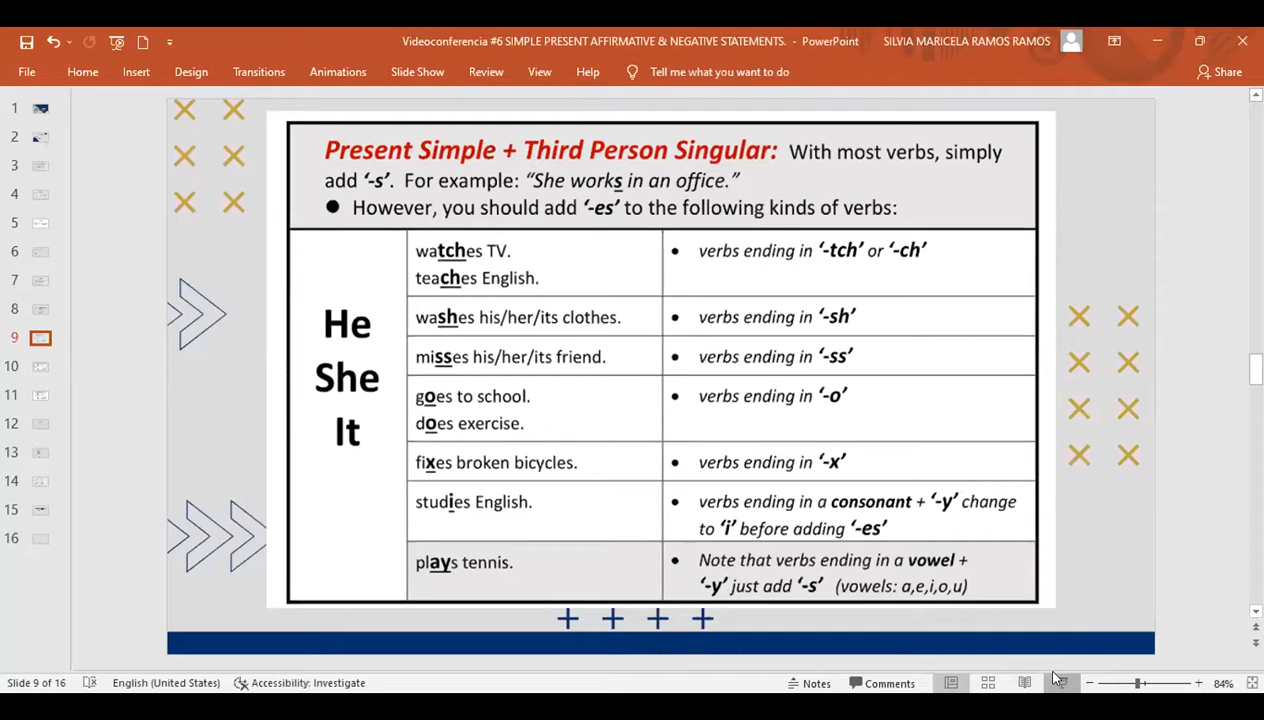 Videoconferencia #6 SIMPLE PRESENT AFFIRMATIVE & NEGATIVE STATEMENTS. - PowerPoint
SILVIA MARICELA RAMOS RAMOS
File Home Insert Design Transitions Animations Slide Show Review View Help Tell me what you want to do Share
1
2
3
4
5
6
7
8
9
10
11
12
13
14
15
16
Present Simple + Third Person Singular: With most verbs, simply
add ‘-s’. For example: “She works in an office.”
● However, you should add ‘-es’ to the following kinds of verbs:
He
She
It
watches TV.
teaches English.
• verbs ending in ‘-tch’ or ‘-ch’
washes his/her/its clothes.
• verbs ending in ‘-sh’
misses his/her/its friend.
• verbs ending in ‘-ss’
goes to school.
does exercise.
• verbs ending in ‘-o’
fixes broken bicycles.
• verbs ending in ‘-x’
studies English.
• verbs ending in a consonant + ‘-y’ change
to ‘i’ before adding ‘-es’
plays tennis.
• Note that verbs ending in a vowel +
‘-y’ just add ‘-s’ (vowels: a,e,i,o,u)
Slide 9 of 16 English (United States) Accessibility: Investigate Notes Comments 84%